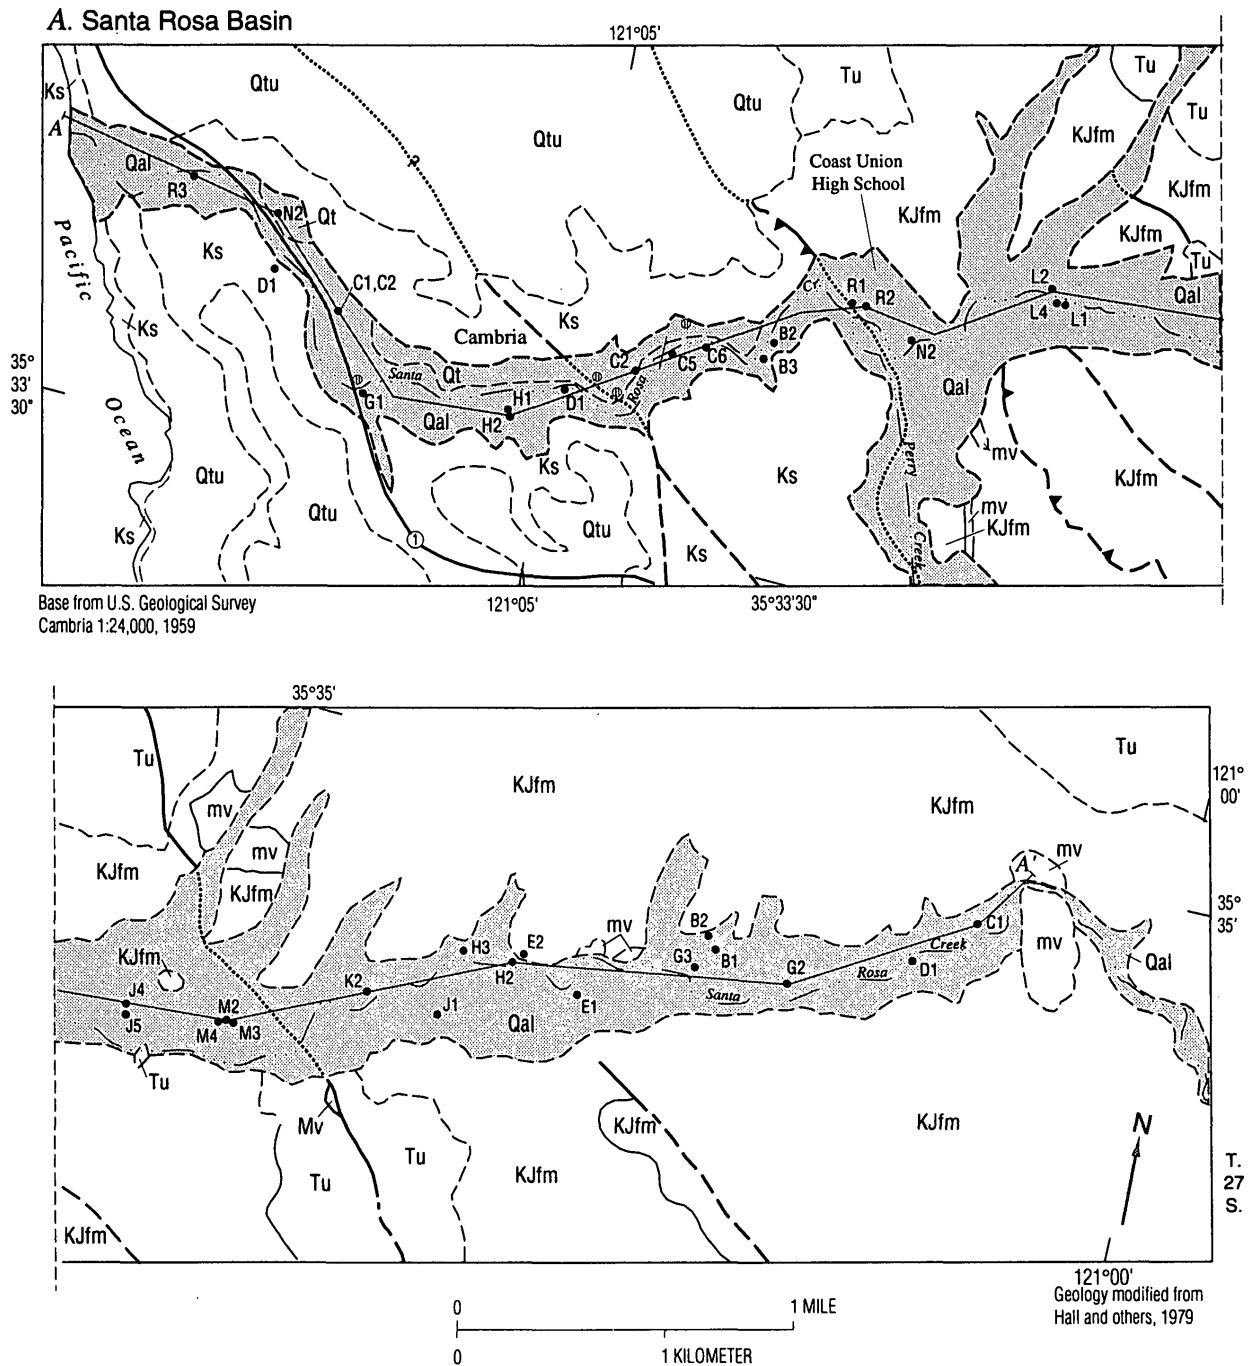 A. Santa Rosa Basin
121°05'
Ks
Qtu
Qtu
Qtu
Tu
Tu
Tu
KJfm
A
Qal
R3
N2
Qt
Coast Union
High School
KJfm
KJfm
KJfm
Tu
Pacific
Ocean
Ks
D1
C1,C2
Ks
Cambria
Ks
Cr.
R1
R2
L2
L4
L1
Qal
B2
B3
N2
C2
C5
C6
Rosa
35°
33'
30"
Qt
Santa
G1
Qal
H1
H2
D1
Qal
Ks
Ks
mv
KJfm
Perry
Creek
Qtu
Qtu
Qtu
mv
KJfm
Ks
Ks
1
Base from U.S. Geological Survey
Cambria 1:24,000, 1959
121°05'
35°33'30"
35°35'
Tu
mv
mv
KJfm
KJfm
KJfm
KJfm
Tu
121°
00'
mv
A'
35°
35'
KJfm
J4
J5
M2
M4
M3
K2
H3
E2
H2
mv
B2
B1
G3
G2
C1
Creek
D1
Rosa
Santa
mv
Qal
J1
E1
Qal
Tu
Mv
Tu
Tu
KJfm
KJfm
KJfm
KJfm
N
T.
27
S.
121°00'
Geology modified from
Hall and others, 1979
0
1 MILE
0
1 KILOMETER